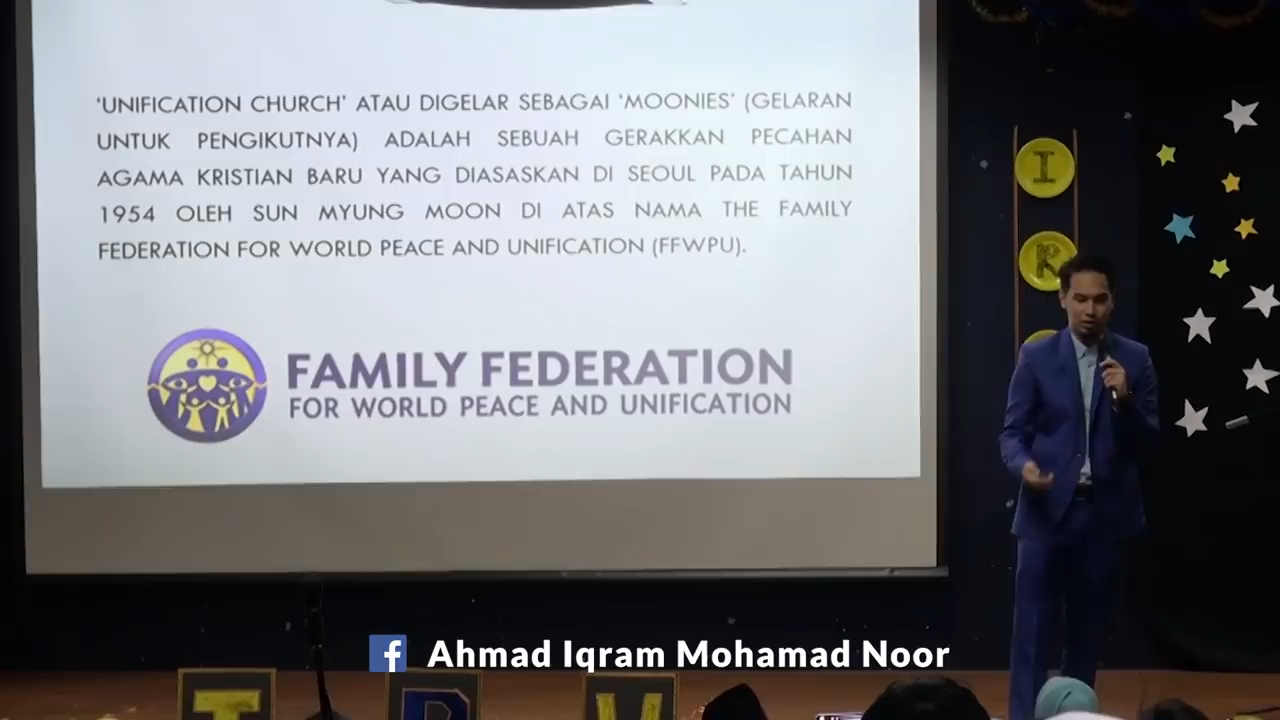 'UNIFICATION CHURCH' ATAU DIGELAR SEBAGAI 'MOONIES' (GELARAN
UNTUK PENGIKUTNYA) ADALAH SEBUAH GERAKKAN PECAHAN
AGAMA KRISTIAN BARU YANG DIASASKAN DI SEOUL PADA TAHUN
1954 OLEH SUN MYUNG MOON DI ATAS NAMA THE FAMILY
FEDERATION FOR WORLD PEACE AND UNIFICATION (FFWPU).
FAMILY FEDERATION
FOR WORLD PEACE AND UNIFICATION
I
R
f Ahmad Iqram Mohamad Noor